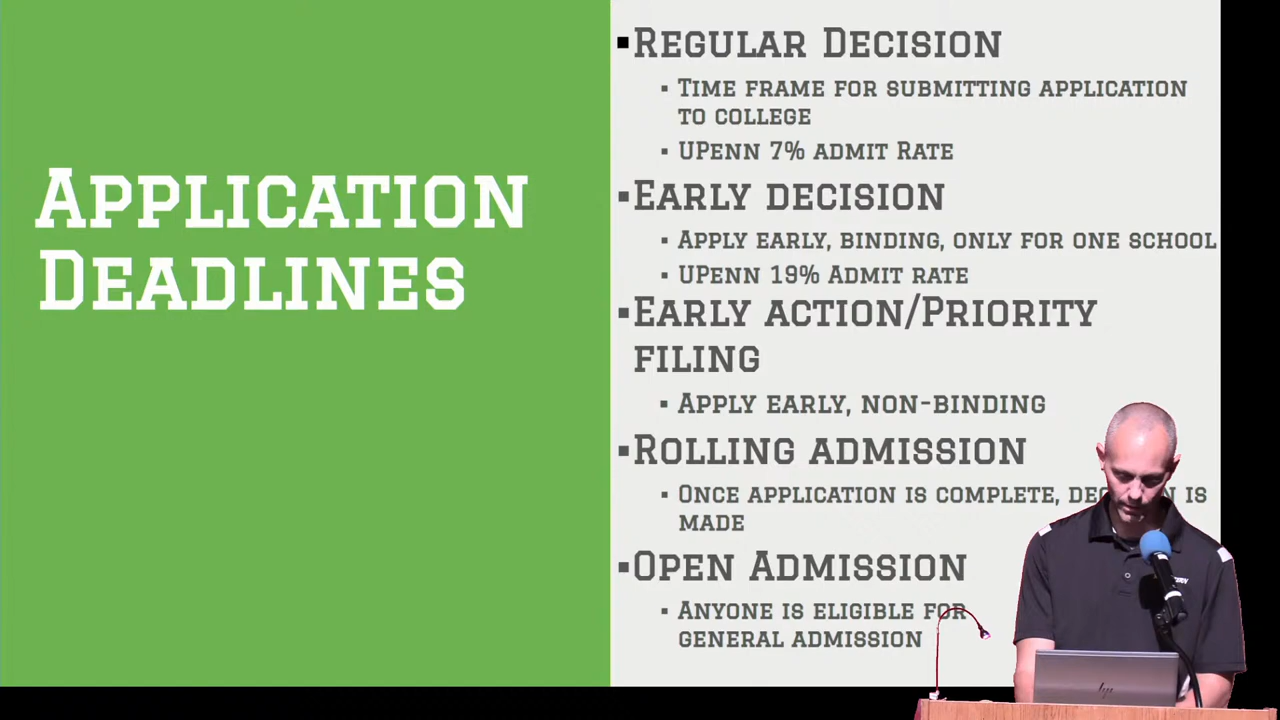 Application
Deadlines
Regular Decision
Time frame for submitting application
to college
UPenn 7% admit Rate
Early decision
Apply early, binding, only for one school
UPenn 19% Admit rate
Early action/Priority
filing
Apply early, non-binding
Rolling admission
Once application is complete, is
made
Open Admission
Anyone is eligible for
general admission
hp